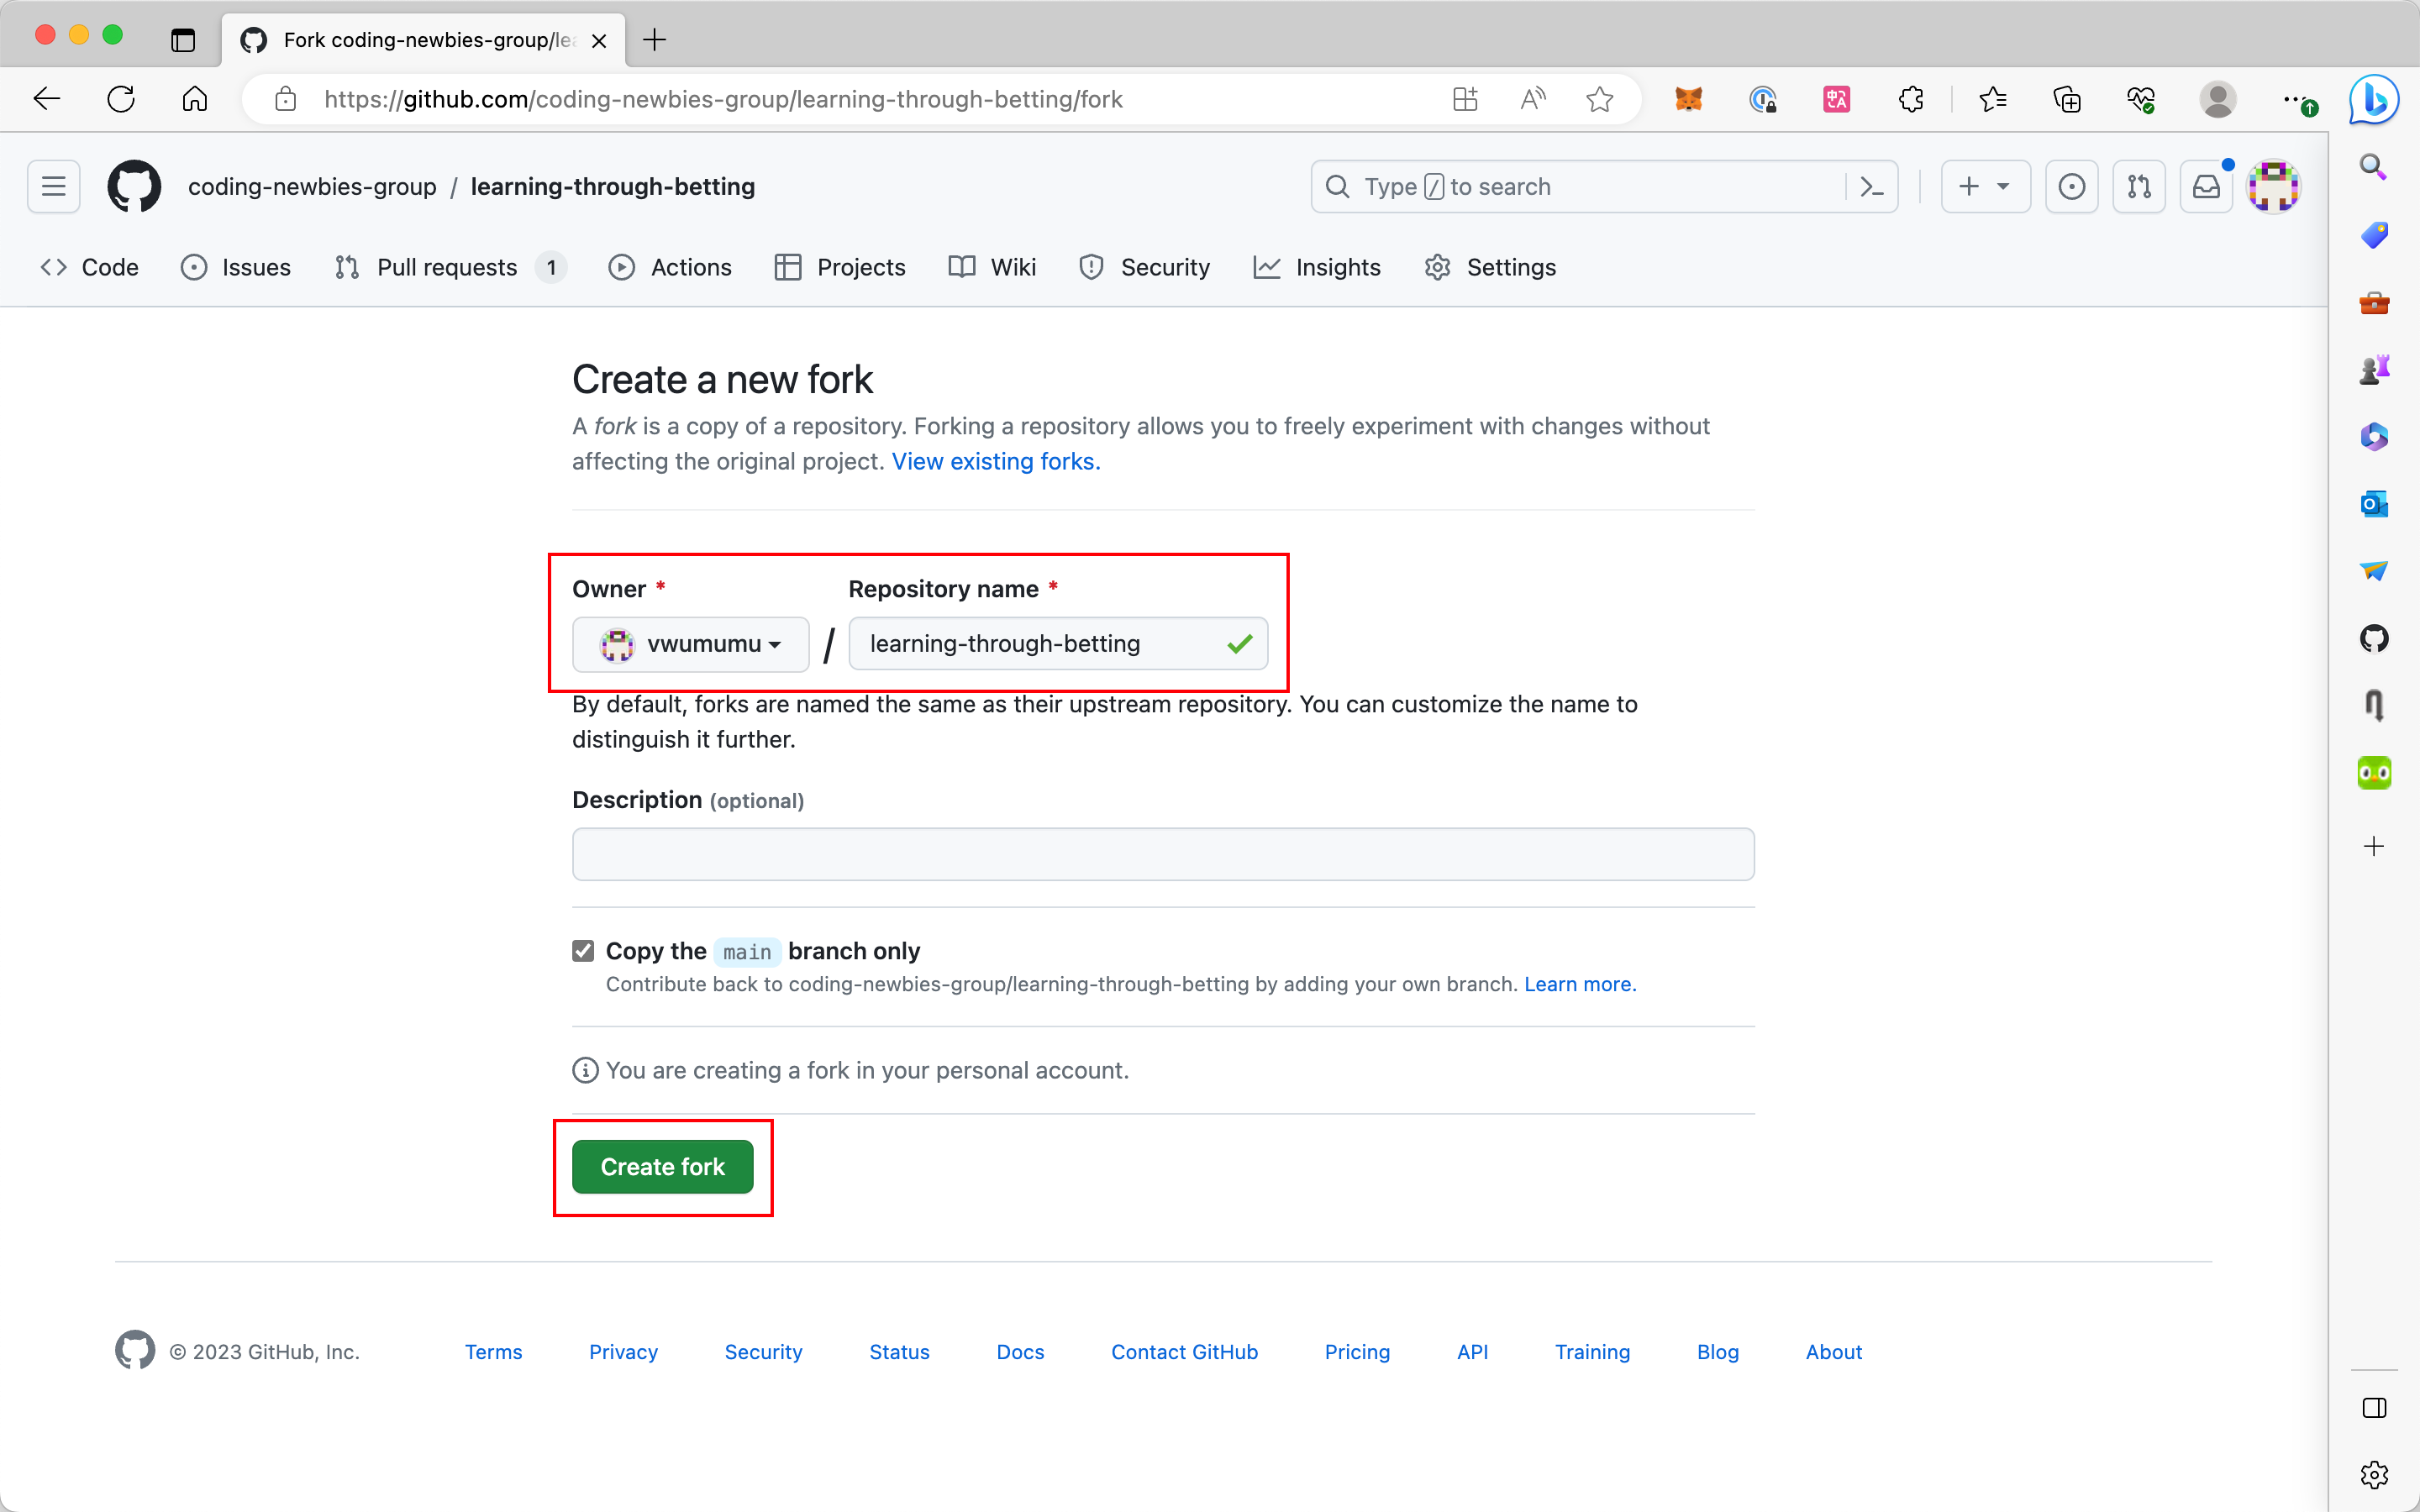 Fork coding-newbies-group/lea
https://github.com/coding-newbies-group/learning-through-betting/fork
coding-newbies-group / learning-through-betting
Type / to search
Code
Issues
Pull requests 1
Actions
Projects
Wiki
Security
Insights
Settings
Create a new fork
A fork is a copy of a repository. Forking a repository allows you to freely experiment with changes without
affecting the original project. View existing forks.
Owner * Repository name *
vwumumu / learning-through-betting
By default, forks are named the same as their upstream repository. You can customize the name to
distinguish it further.
Description (optional)
Copy the main branch only
Contribute back to coding-newbies-group/learning-through-betting by adding your own branch. Learn more.
You are creating a fork in your personal account.
Create fork
© 2023 GitHub, Inc.
Terms
Privacy
Security
Status
Docs
Contact GitHub
Pricing
API
Training
Blog
About